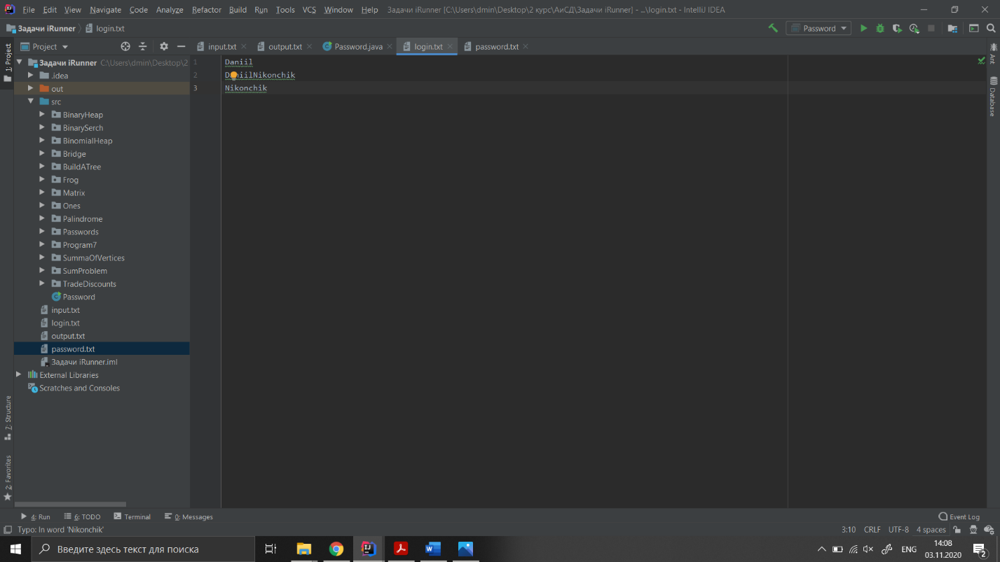 File Edit View Navigate Code Analyze Refactor Build Run Tools VCS Window Help Задачи iRunner [C:\Users\dmin\Desktop\2 курс\АиСД\Задачи iRunner] - ...\login.txt - IntelliJ IDEA
Задачи iRunner login.txt Password
Project input.txt output.txt Password.java login.txt password.txt
1: Project
Задачи iRunner C:\Users\dmin\Desktop\2
.idea
out
src
BinaryHeap
BinarySerch
BinomialHeap
Bridge
BuildATree
Frog
Matrix
Ones
Palindrome
Passwords
Program7
SummaOfVertices
SumProblem
TradeDiscounts
Password
input.txt
login.txt
output.txt
password.txt
Задачи iRunner.iml
External Libraries
Scratches and Consoles
7: Structure
2: Favorites
1 Daniil
2 DaniilNikonchik
3 Nikonchik
Ant
Database
4: Run 6: TODO Terminal 0: Messages Event Log
Typo: In word 'Nikonchik' 3:10 CRLF UTF-8 4 spaces
Введите здесь текст для поиска ENG 14:08
03.11.2020 2